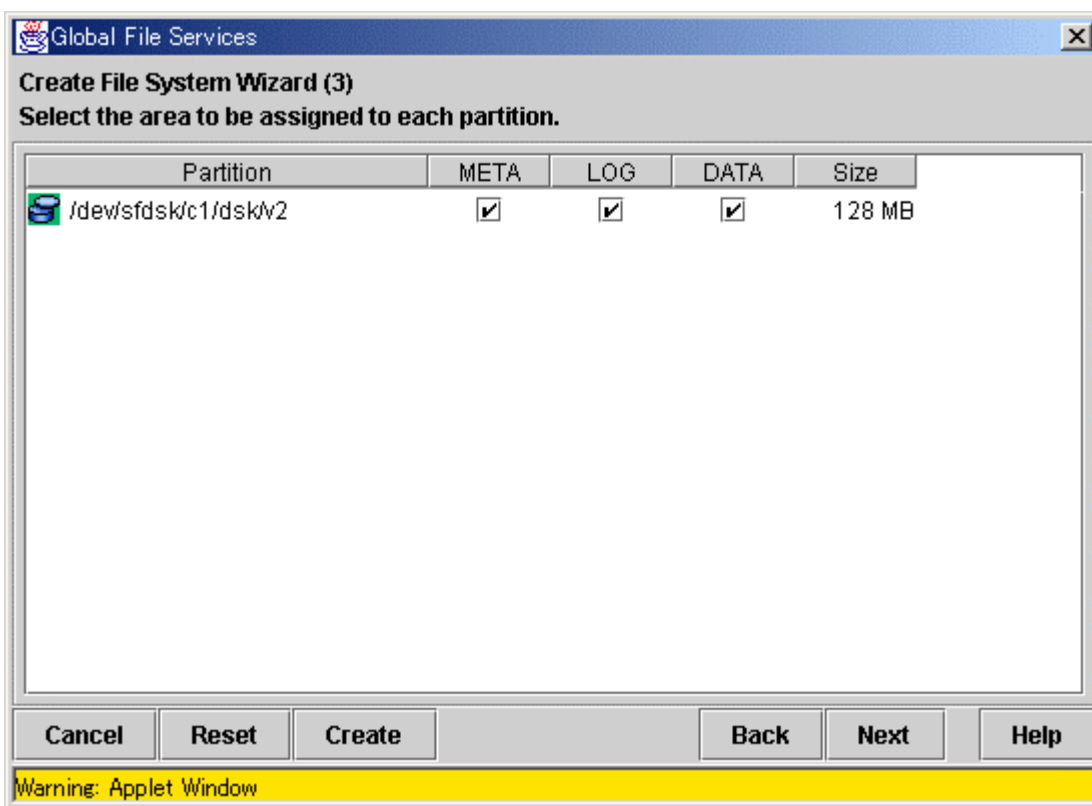 Global File Services
Create File System Wizard (3)
Select the area to be assigned to each partition.
Partition META LOG DATA Size
/dev/sfdsk/c1/dsk/v2 128 MB
Cancel Reset Create Back Next Help
Warning: Applet Window